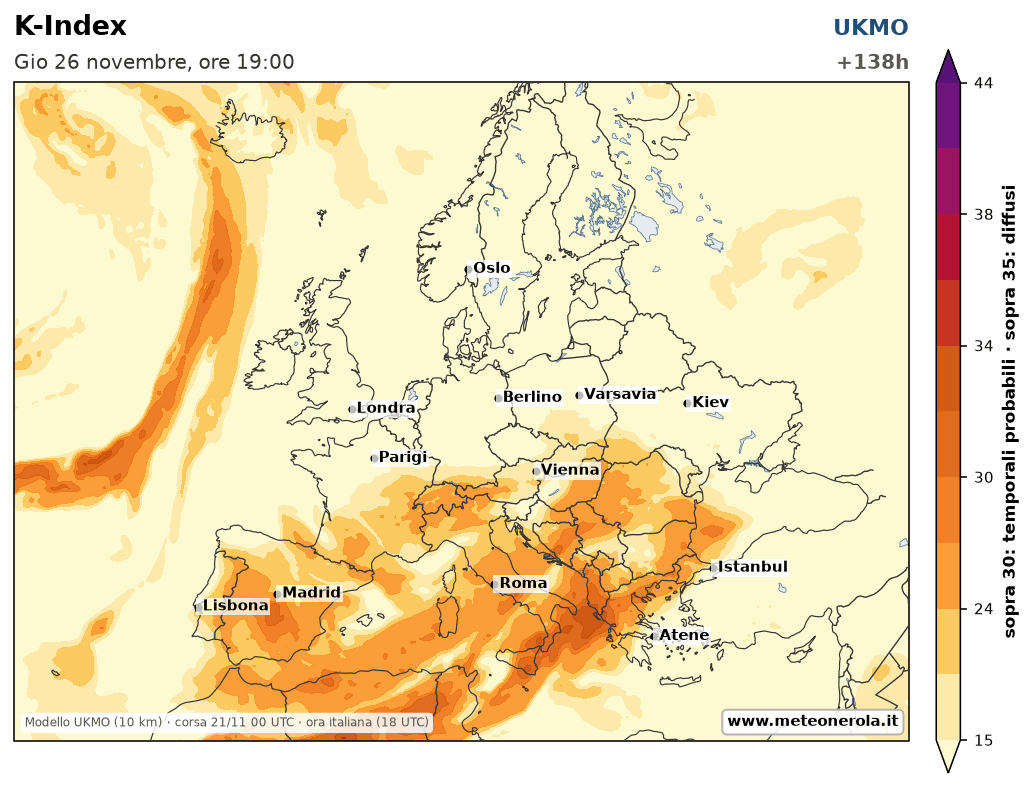 K-Index
UKMO
Gio 26 novembre, ore 19:00
+138h
44
38
34
30
24
15
sopra 30: temporali probabili · sopra 35: diffusi
Oslo
Londra
Berlino
Varsavia
Kiev
Parigi
Vienna
Istanbul
Roma
Madrid
Lisbona
Atene
Modello UKMO (10 km) · corsa 21/11 00 UTC · ora italiana (18 UTC)
www.meteonerola.it